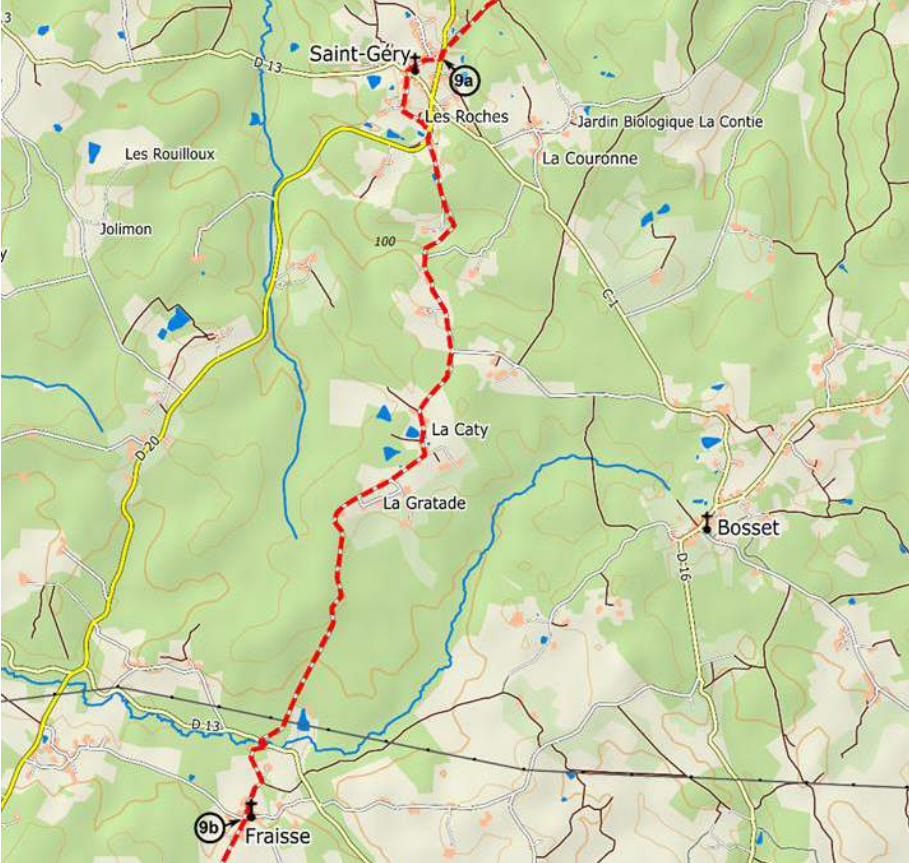 .3
Saint-Géry
D 13
9a
Les Roches
Jardin Biologique La Contie
Les Rouilloux
La Couronne
Jolimon
100
y
C 1
La Caty
D 20
La Gratade
Bosset
D 16
D 13
9b
Fraisse